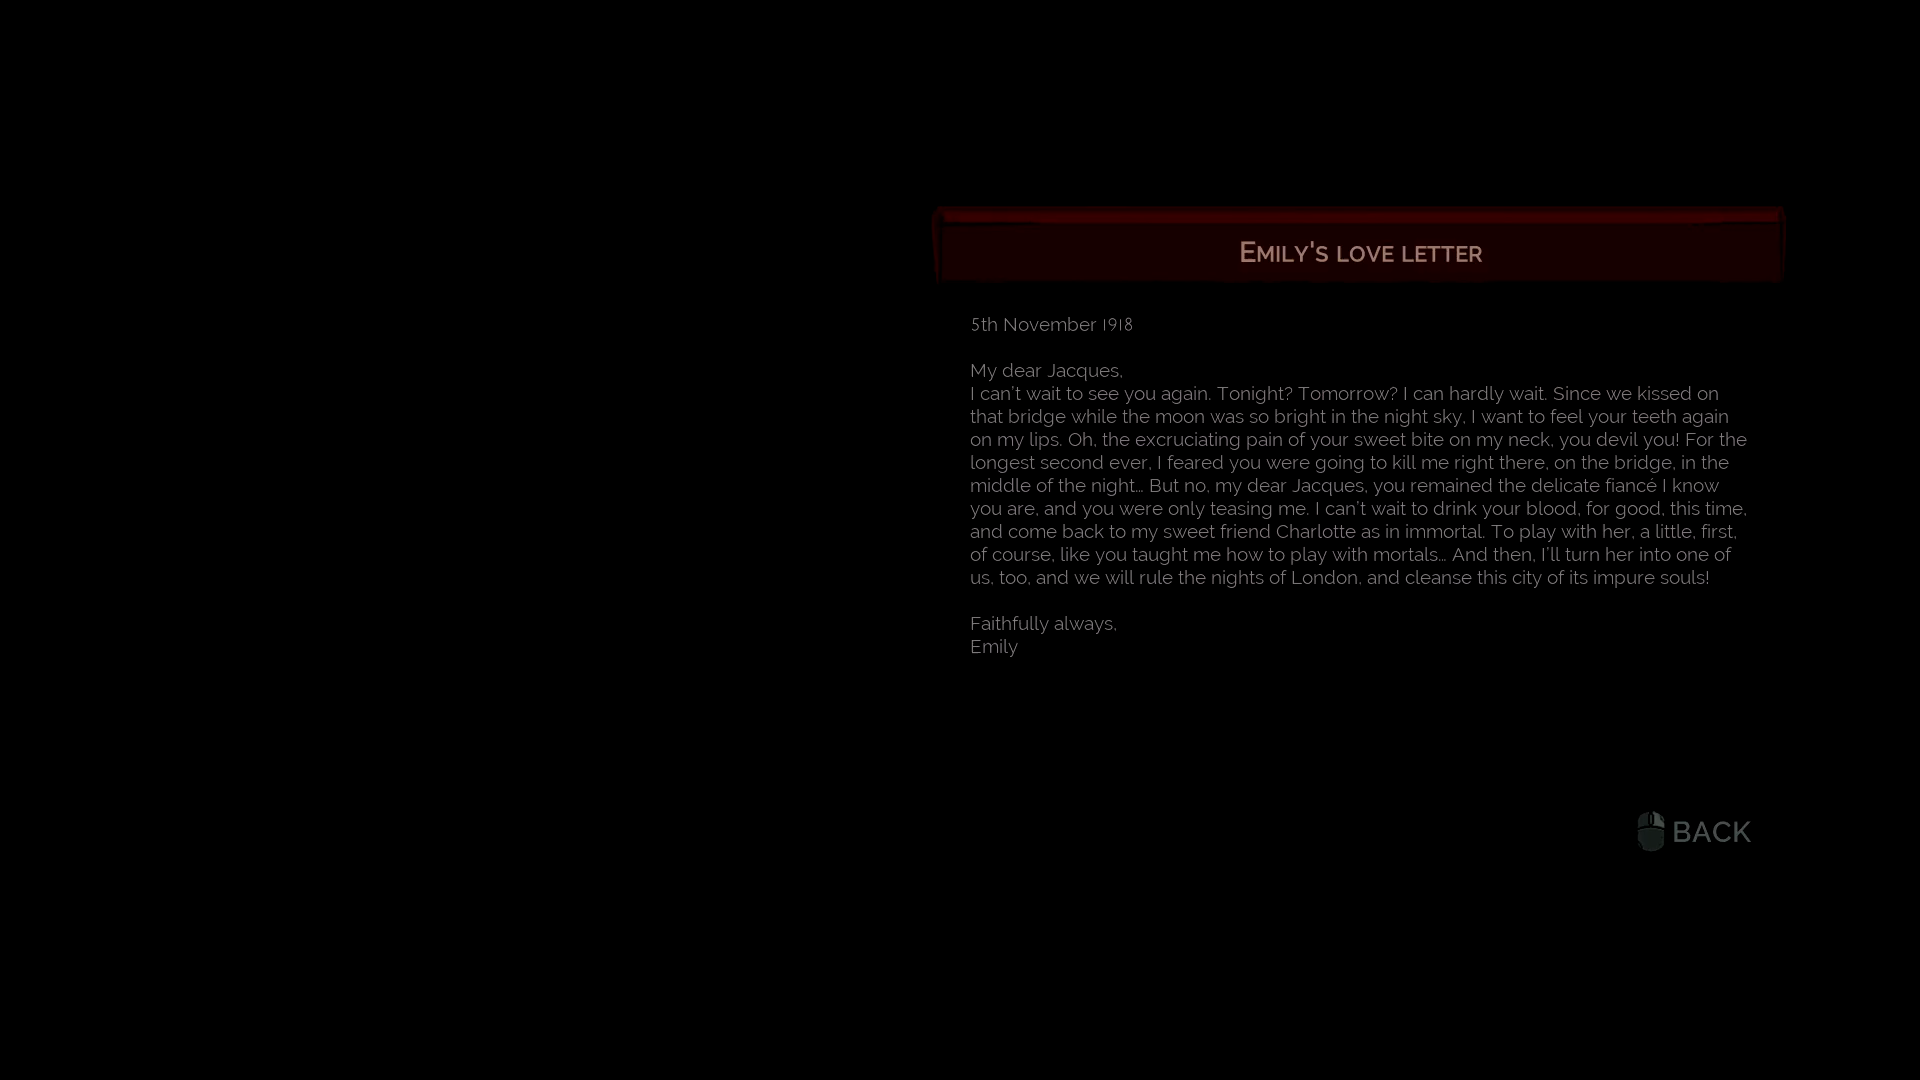 Emily's love letter
5th November 1918
My dear Jacques,
I can't wait to see you again. Tonight? Tomorrow? I can hardly wait. Since we kissed on
that bridge while the moon was so bright in the night sky, I want to feel your teeth again
on my lips. Oh, the excruciating pain of your sweet bite on my neck, you devil you! For the
longest second ever, I feared you were going to kill me right there, on the bridge, in the
middle of the night... But no, my dear Jacques, you remained the delicate fiancé I know
you are, and you were only teasing me. I can't wait to drink your blood, for good, this time,
and come back to my sweet friend Charlotte as in immortal. To play with her, a little, first,
of course, like you taught me how to play with mortals... And then, I'll turn her into one of
us, too, and we will rule the nights of London, and cleanse this city of its impure souls!
Faithfully always,
Emily
BACK